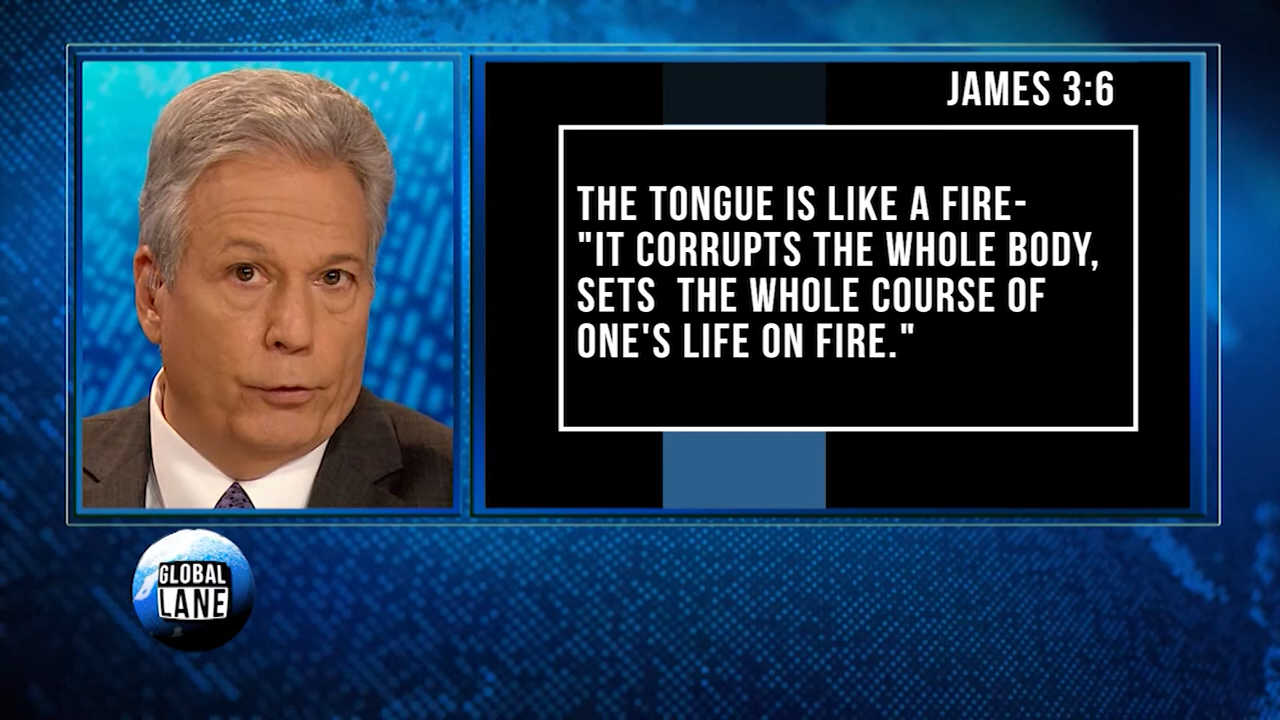 JAMES 3:6
THE TONGUE IS LIKE A FIRE-
"IT CORRUPTS THE WHOLE BODY,
SETS  THE WHOLE COURSE OF
ONE'S LIFE ON FIRE."
GLOBAL
LANE